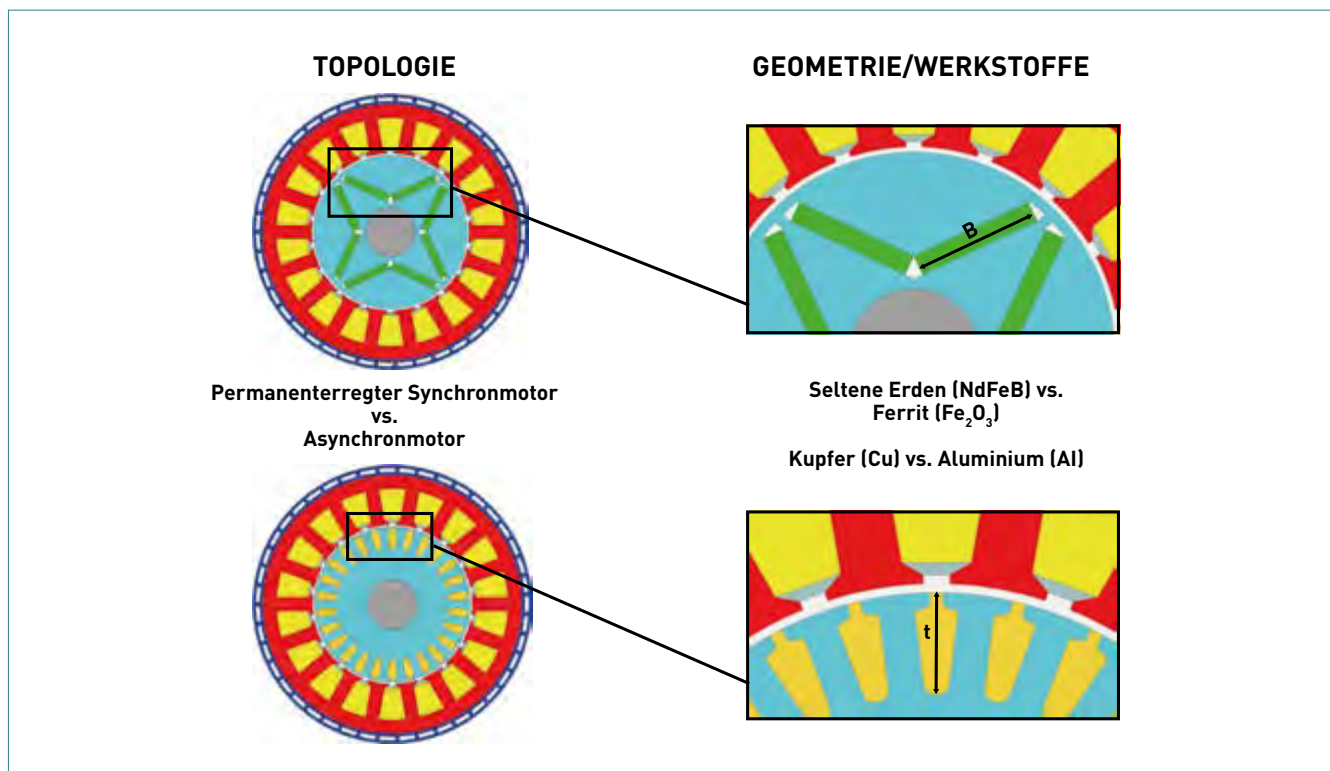 TOPOLOGIE
GEOMETRIE/WERKSTOFFE
B
Permanenterregter Synchronmotor
vs.
Asynchronmotor
Seltene Erden (NdFeB) vs.
Ferrit (Fe₂O₃)
Kupfer (Cu) vs. Aluminium (Al)
t